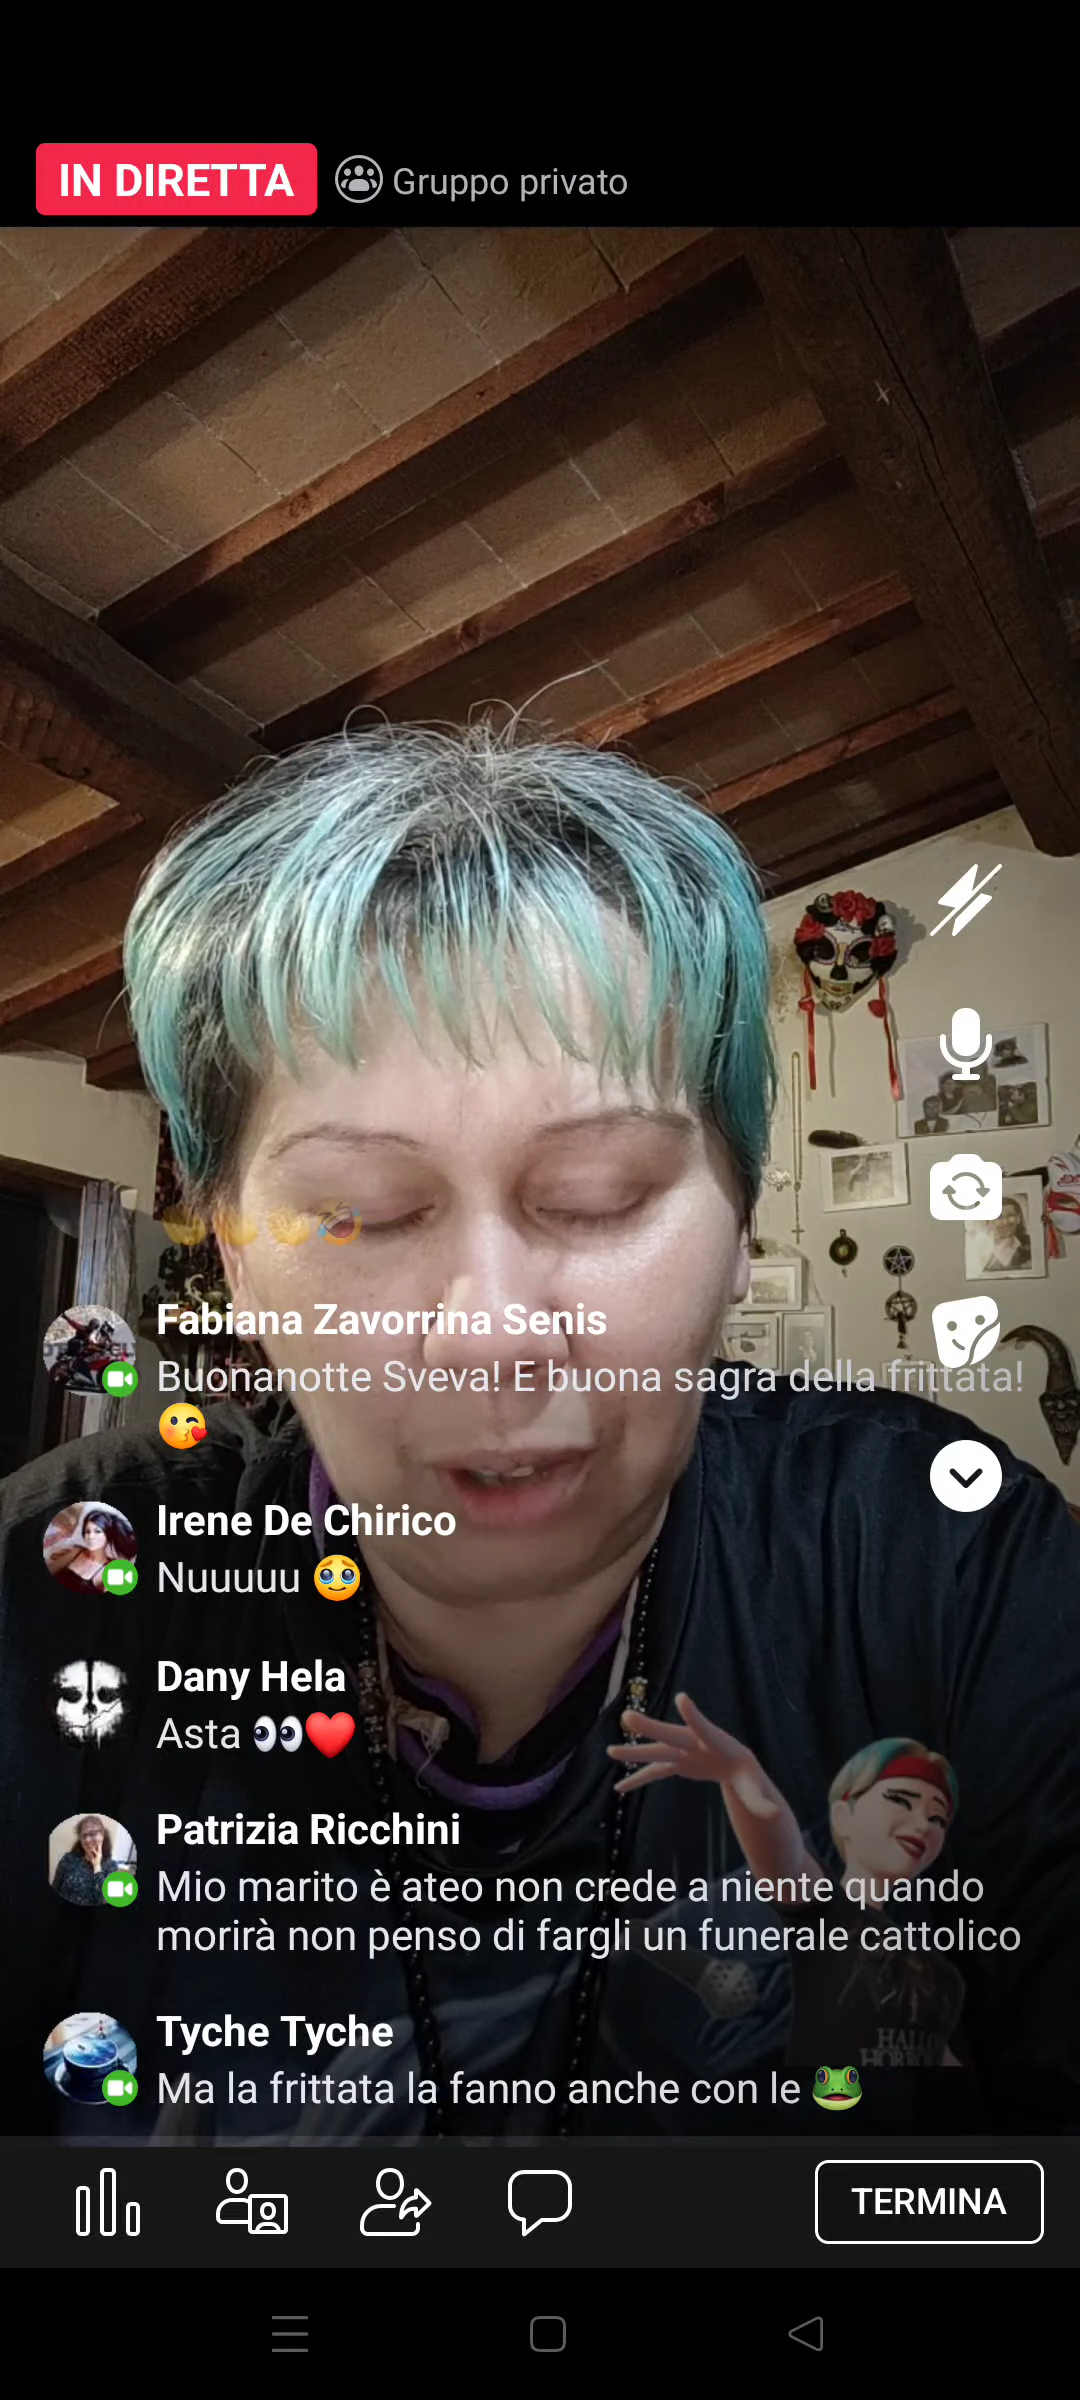 IN DIRETTA
Gruppo privato
Fabiana Zavorrina Senis
Buonanotte Sveva! E buona sagra della frittata!
😘
Irene De Chirico
Nuuuuu 🥹
Dany Hela
Asta 👀❤️
Patrizia Ricchini
Mio marito è ateo non crede a niente quando
morirà non penso di fargli un funerale cattolico
Tyche Tyche
Ma la frittata la fanno anche con le 🐸
TERMINA